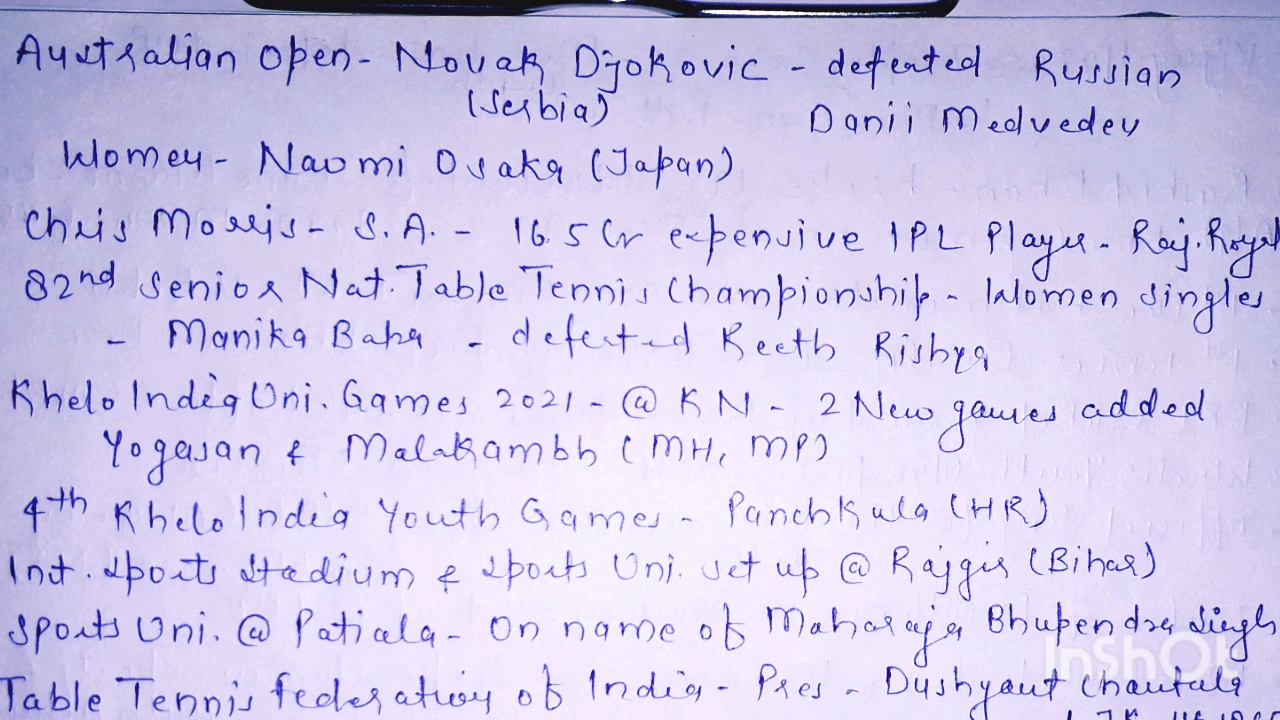 Australian Open - Novak Djokovic - defeated Russian
(Serbia) Danii Medvedev
Women - Naomi Osaka (Japan)
Chris Morris - S.A. - 16.5 Cr expensive IPL Player - Raj. Royal
82nd Senior Nat. Table Tennis Championship - Women singles
- Manika Batra - defeated Reeth Rishya
Khelo India Uni. Games 2021 - @ KN - 2 New games added
Yogasan & Malakambh (MH, MP)
4th Khelo India Youth Games - Panchkula (HR)
Int. Sports Stadium & Sports Uni. set up @ Rajgir (Bihar)
Sports Uni. @ Patiala - On name of Maharaja Bhupendra Singh
InShOt
Table Tennis federation of India - Pres - Dushyant Chautala